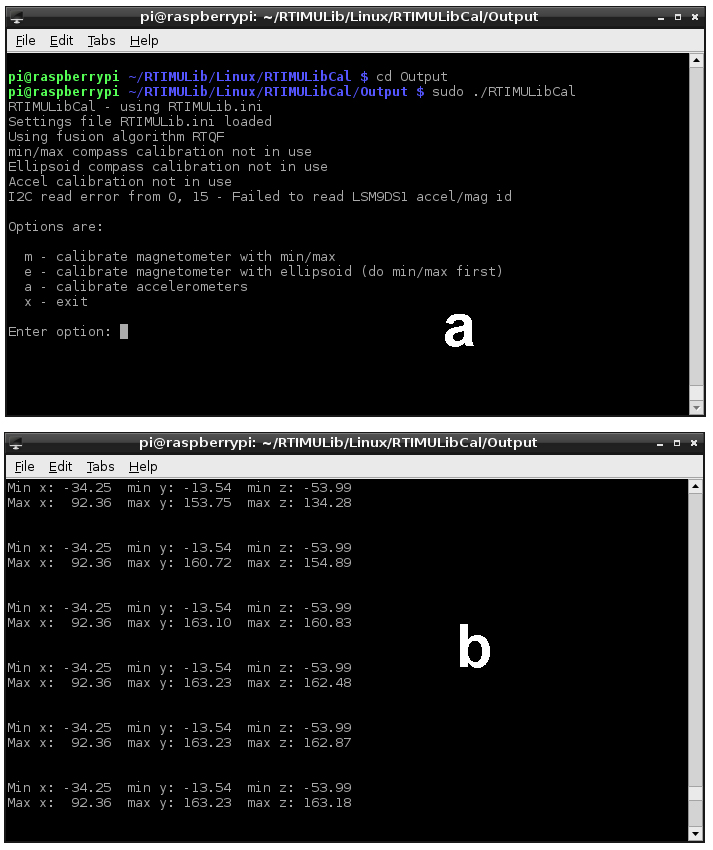 pi@raspberrypi: ~/RTIMULib/Linux/RTIMULibCal/Output
File Edit Tabs Help
pi@raspberrypi ~/RTIMULib/Linux/RTIMULibCal $ cd Output
pi@raspberrypi ~/RTIMULib/Linux/RTIMULibCal/Output $ sudo ./RTIMULibCal
RTIMULibCal - using RTIMULib.ini
Settings file RTIMULib.ini loaded
Using fusion algorithm RTQF
min/max compass calibration not in use
Ellipsoid compass calibration not in use
Accel calibration not in use
I2C read error from 0, 15 - Failed to read LSM9DS1 accel/mag id
Options are:
m - calibrate magnetometer with min/max
e - calibrate magnetometer with ellipsoid (do min/max first)
a - calibrate accelerometers
x - exit
Enter option:
a
pi@raspberrypi: ~/RTIMULib/Linux/RTIMULibCal/Output
File Edit Tabs Help
Min x: -34.25  min y: -13.54  min z: -53.99
Max x:  92.36  max y: 153.75  max z: 134.28
Min x: -34.25  min y: -13.54  min z: -53.99
Max x:  92.36  max y: 160.72  max z: 154.89
Min x: -34.25  min y: -13.54  min z: -53.99
Max x:  92.36  max y: 163.10  max z: 160.83
Min x: -34.25  min y: -13.54  min z: -53.99
Max x:  92.36  max y: 163.23  max z: 162.48
Min x: -34.25  min y: -13.54  min z: -53.99
Max x:  92.36  max y: 163.23  max z: 162.87
Min x: -34.25  min y: -13.54  min z: -53.99
Max x:  92.36  max y: 163.23  max z: 163.18
b